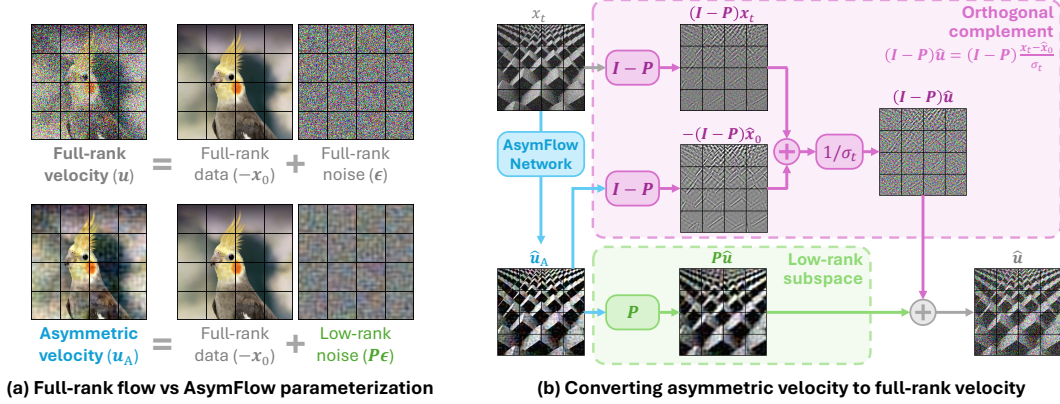 Full-rank
velocity (u)
=
Full-rank
data (−x₀)
+
Full-rank
noise (ϵ)
Asymmetric
velocity (u_A)
=
Full-rank
data (−x₀)
+
Low-rank
noise (Pϵ)
(a) Full-rank flow vs AsymFlow parameterization
x_t
(I − P)x_t
Orthogonal
complement
(I − P)û = (I − P) (x_t − x̂₀)/σ_t
I − P
AsymFlow
Network
−(I − P)x̂₀
(I − P)û
+
1/σ_t
I − P
û_A
Pû
Low-rank
subspace
û
P
+
(b) Converting asymmetric velocity to full-rank velocity